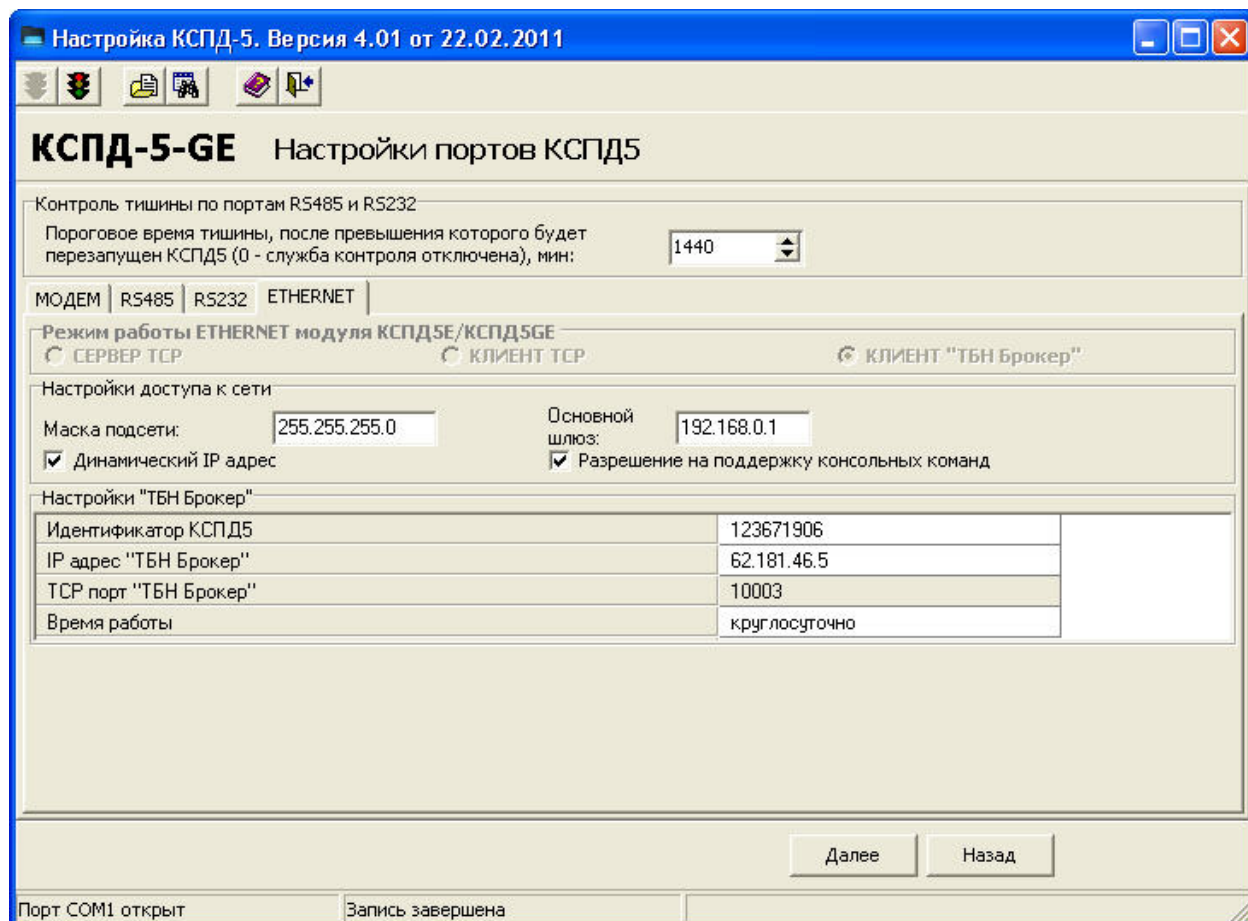 Настройка КСПД-5. Версия 4.01 от 22.02.2011
КСПД-5-GE Настройки портов КСПД5
Контроль тишины по портам RS485 и RS232
Пороговое время тишины, после превышения которого будет
перезапущен КСПД5 (0 - служба контроля отключена), мин:
1440
МОДЕМ RS485 RS232 ETHERNET
Режим работы ETHERNET модуля КСПД5E/КСПД5GE
СЕРВЕР TCP КЛИЕНТ TCP КЛИЕНТ "ТБН Брокер"
Настройки доступа к сети
Маска подсети: 255.255.255.0 Основной
шлюз: 192.168.0.1
Динамический IP адрес Разрешение на поддержку консольных команд
Настройки "ТБН Брокер"
Идентификатор КСПД5 123671906
IP адрес "ТБН Брокер" 62.181.46.5
TCP порт "ТБН Брокер" 10003
Время работы круглосуточно
Далее Назад
Порт COM1 открыт Запись завершена